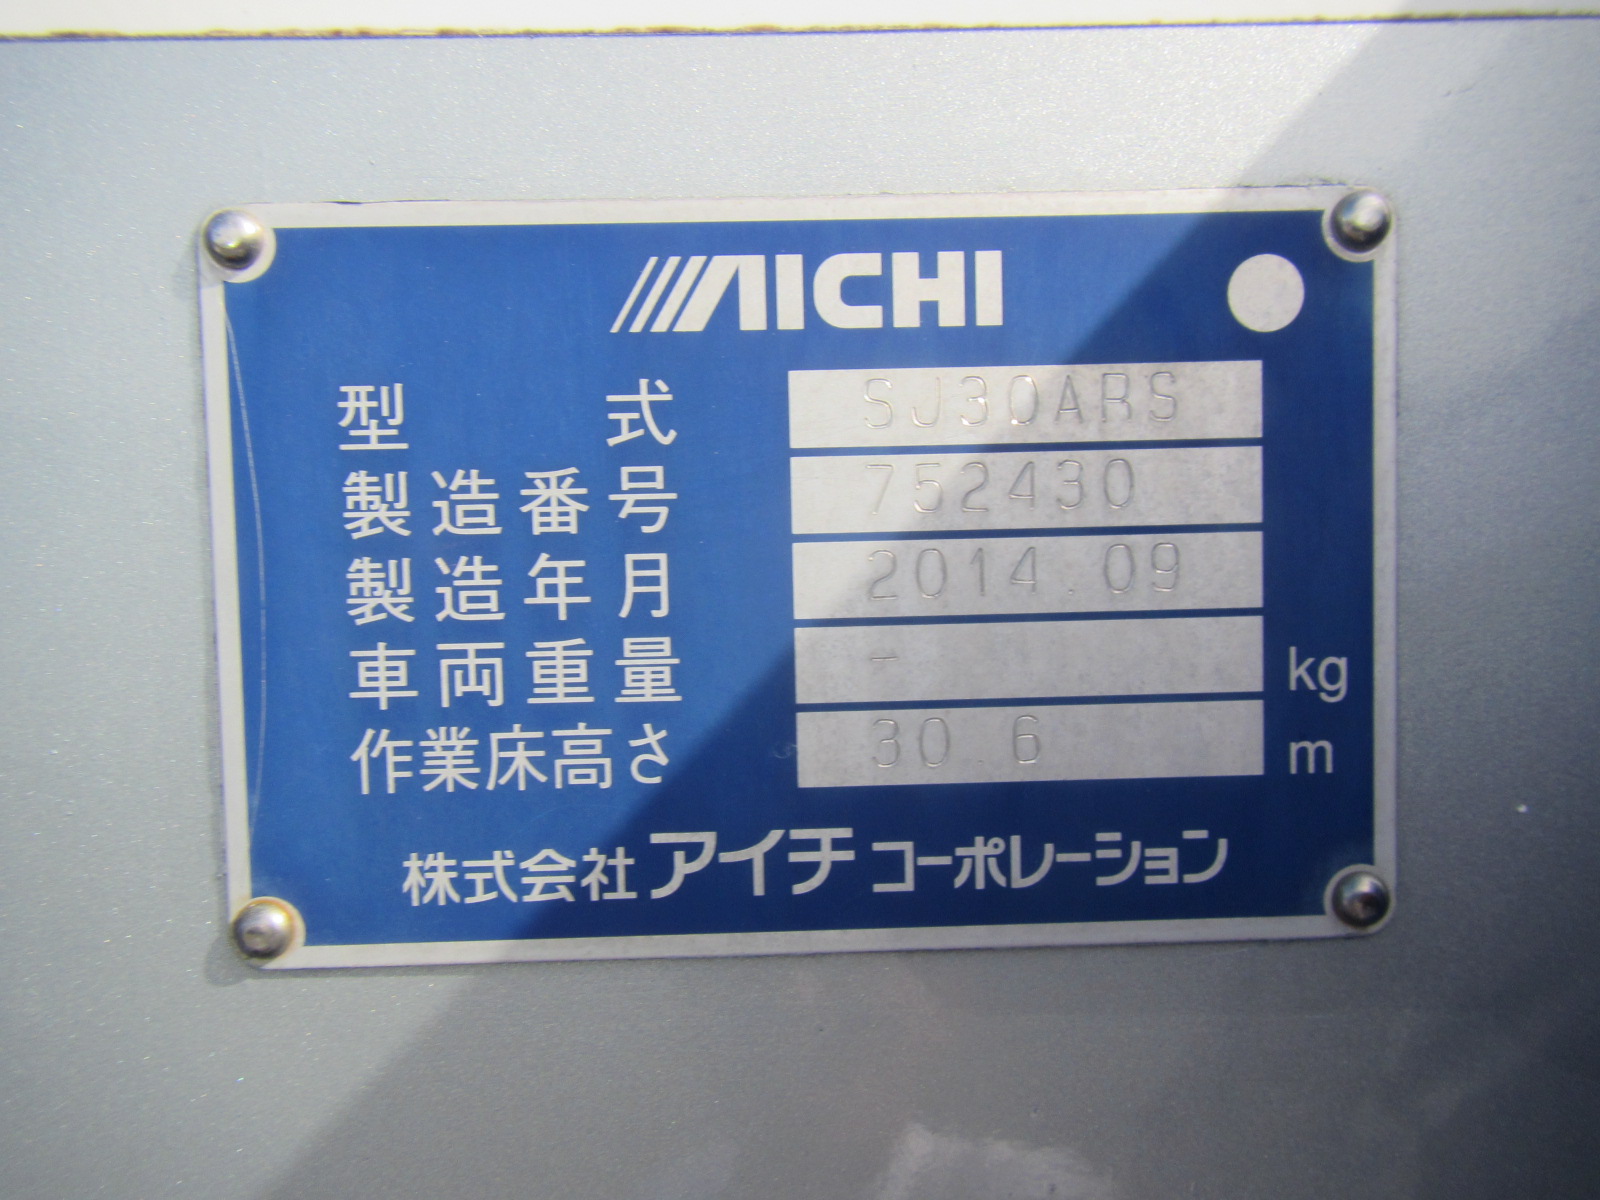 AICHI
型式 SJ30ARS
製造番号 752430
製造年月 2014.09
車両重量 - kg
作業床高さ 30.6 m
株式会社アイチコーポレーション